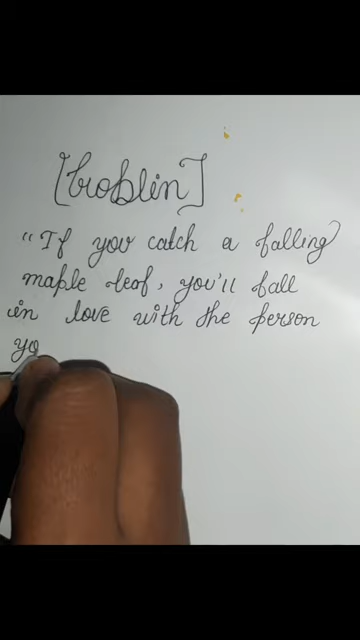 [Goblin]
"If you catch a falling
maple leaf, you'll fall
in love with the person
yo